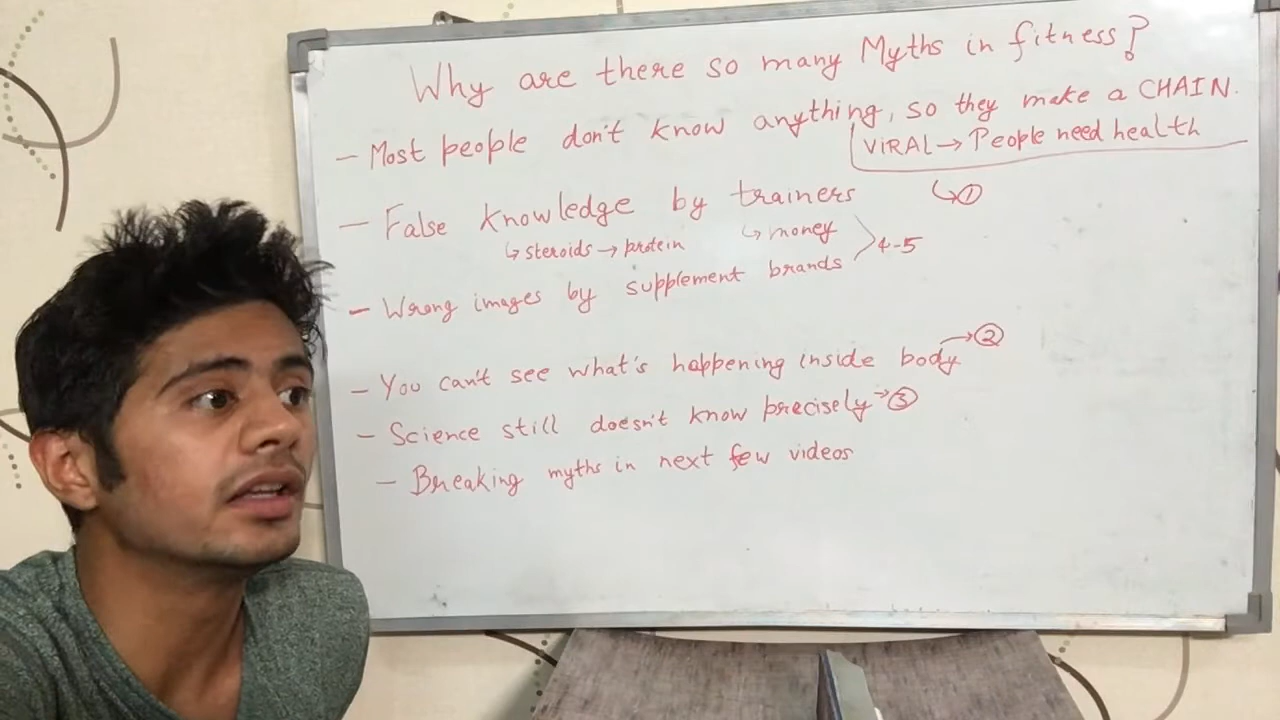 Why are there so many Myths in fitness?
- Most people don't know anything, so they make a CHAIN.
ViRAL → People need health
↳ ①
- False knowledge by trainers
↳ steroids → protein ↳ money
4-5
- Wrong images by supplement brands
- You can't see what's happening inside body → ②
- Science still doesn't know precisely → ③
- Breaking myths in next few videos